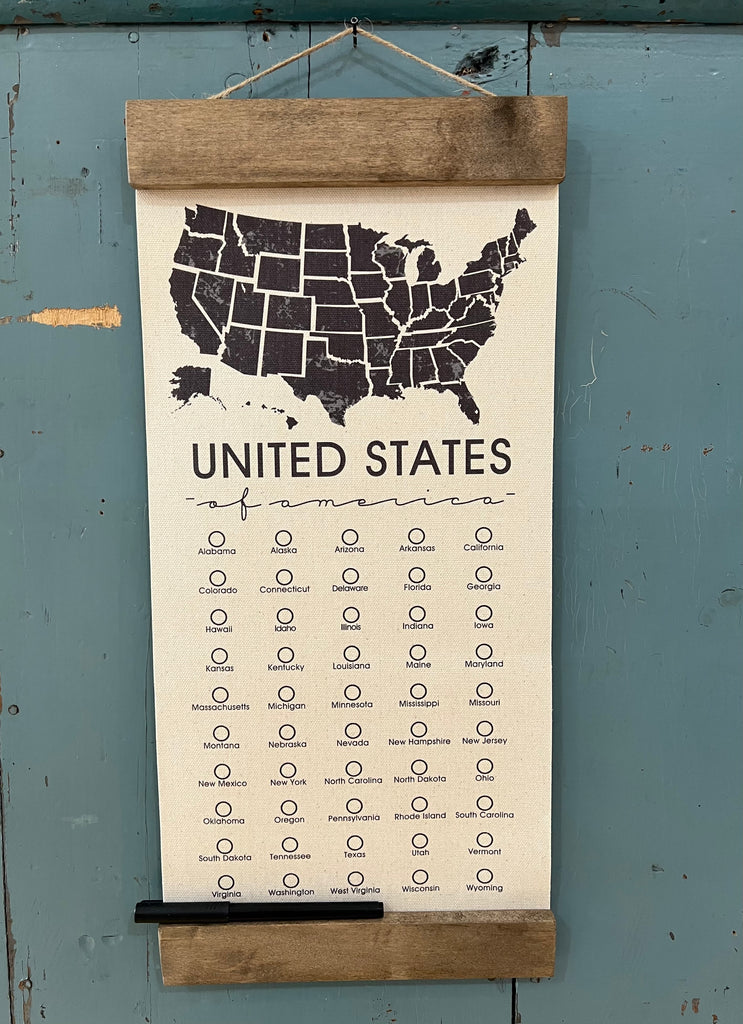 UNITED STATES
-of america-
Alabama Alaska Arizona Arkansas California
Colorado Connecticut Delaware Florida Georgia
Hawaii Idaho Illinois Indiana Iowa
Kansas Kentucky Louisiana Maine Maryland
Massachusetts Michigan Minnesota Mississippi Missouri
Montana Nebraska Nevada New Hampshire New Jersey
New Mexico New York North Carolina North Dakota Ohio
Oklahoma Oregon Pennsylvania Rhode Island South Carolina
South Dakota Tennessee Texas Utah Vermont
Virginia Washington West Virginia Wisconsin Wyoming